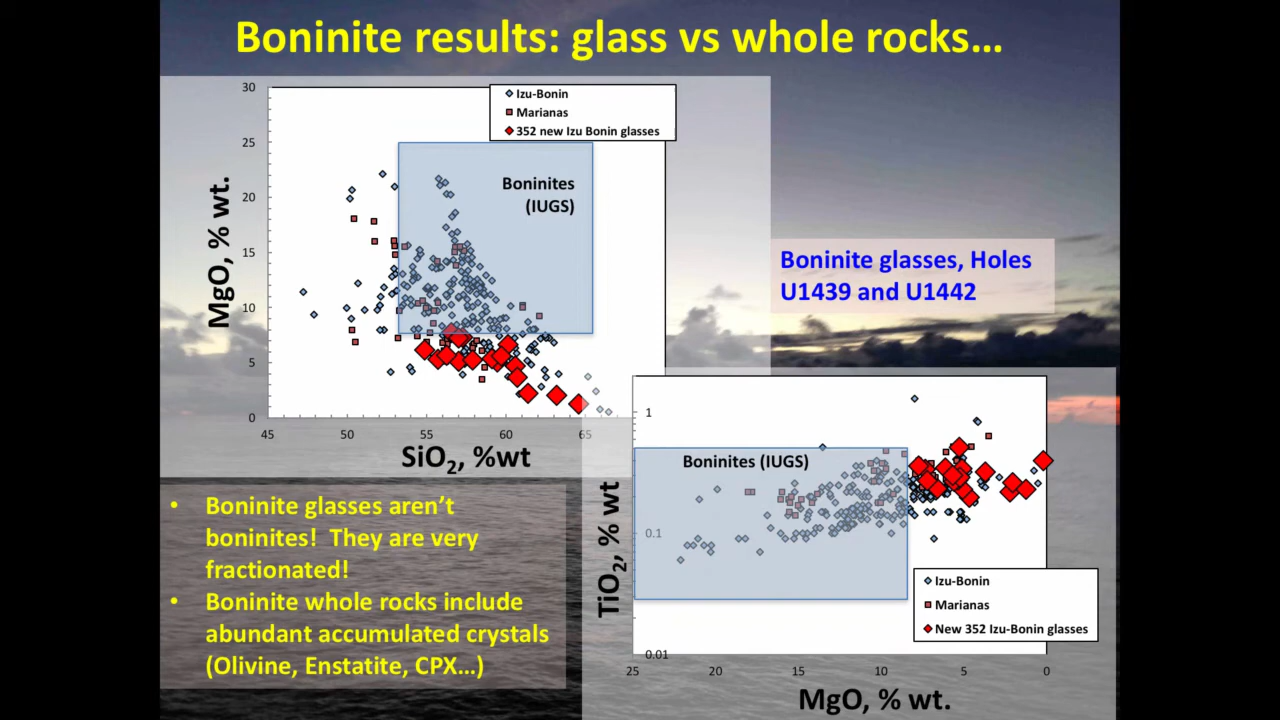 Boninite results: glass vs whole rocks…
30
25
20
15
10
5
0
MgO, % wt.
Izu-Bonin
Marianas
352 new Izu Bonin glasses
Boninites
(IUGS)
45
50
55
60
65
SiO2, %wt
Boninite glasses, Holes
U1439 and U1442
• Boninite glasses aren’t
boninites! They are very
fractionated!
• Boninite whole rocks include
abundant accumulated crystals
(Olivine, Enstatite, CPX…)
1
0.1
0.01
TiO2, % wt
Boninites (IUGS)
Izu-Bonin
Marianas
New 352 Izu-Bonin glasses
25
20
15
10
5
0
MgO, % wt.